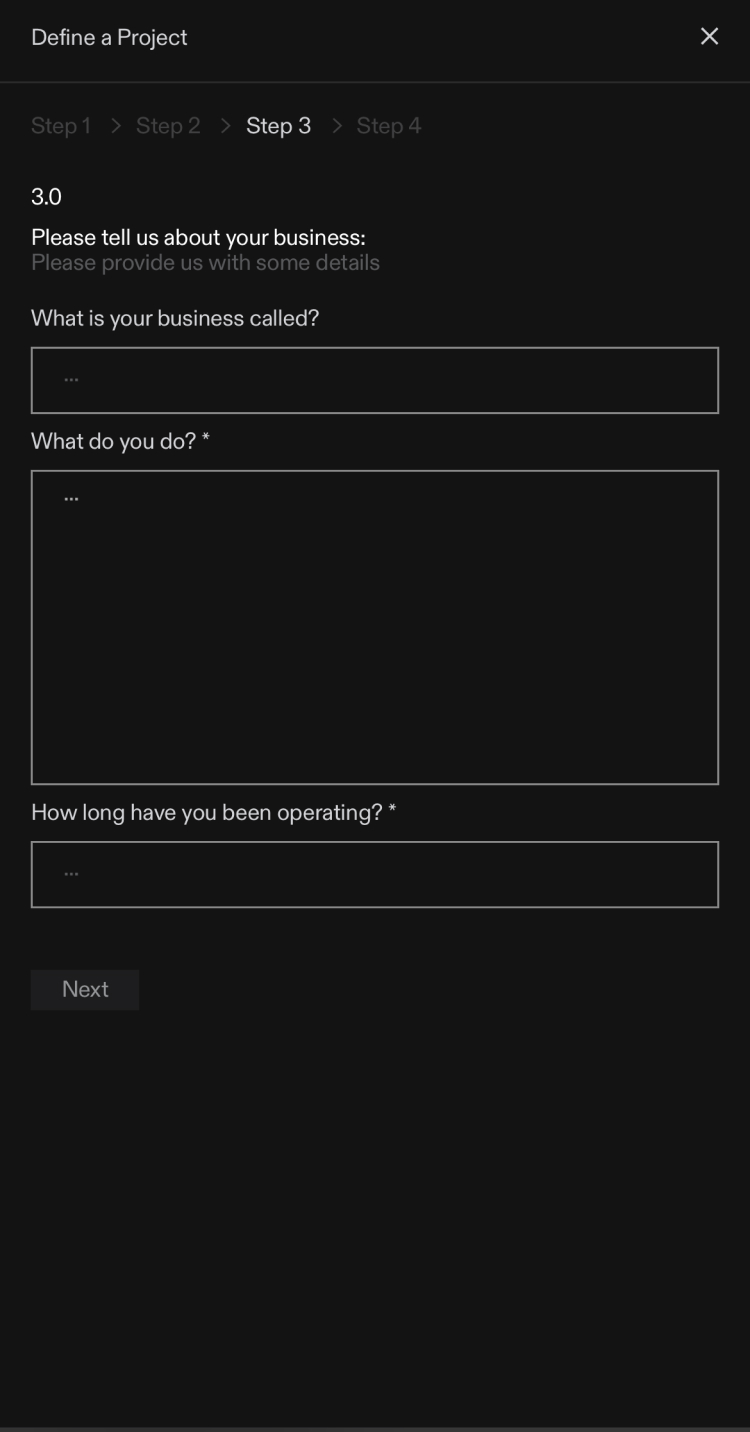 Define a Project
Step 1 > Step 2 > Step 3 > Step 4
3.0
Please tell us about your business:
Please provide us with some details
What is your business called?
...
What do you do? *
...
How long have you been operating? *
...
Next